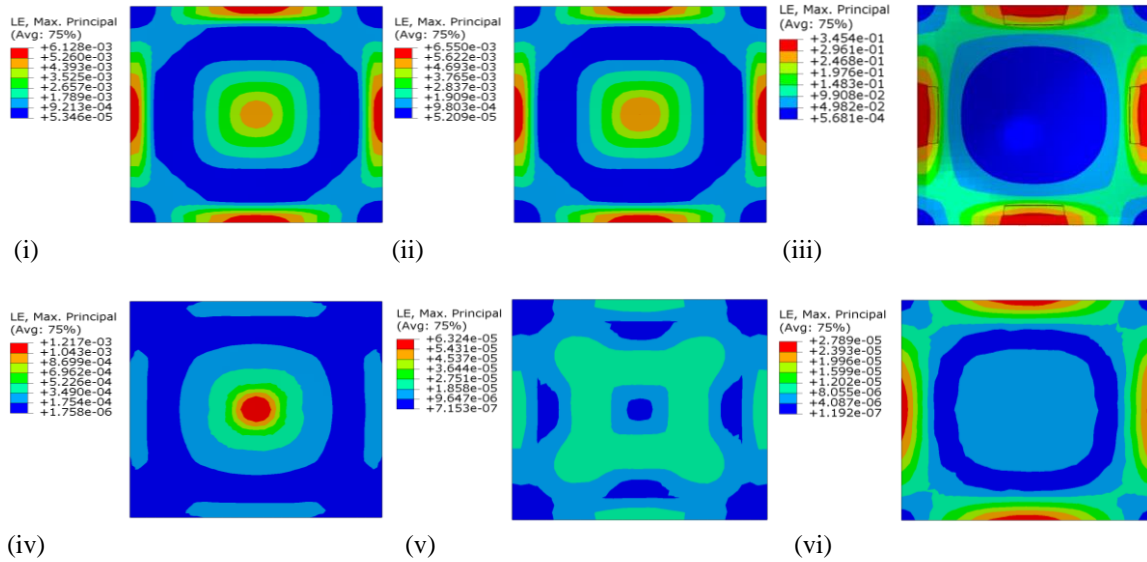 LE, Max. Principal
(Avg: 75%)
+6.128e-03
+5.260e-03
+4.393e-03
+3.525e-03
+2.657e-03
+1.789e-03
+9.213e-04
+5.346e-05
(i)
LE, Max. Principal
(Avg: 75%)
+6.550e-03
+5.622e-03
+4.693e-03
+3.765e-03
+2.837e-03
+1.909e-03
+9.803e-04
+5.209e-05
(ii)
LE, Max. Principal
(Avg: 75%)
+3.454e-01
+2.961e-01
+2.468e-01
+1.976e-01
+1.483e-01
+9.908e-02
+4.982e-02
+5.681e-04
(iii)
LE, Max. Principal
(Avg: 75%)
+1.217e-03
+1.043e-03
+8.699e-04
+6.962e-04
+5.226e-04
+3.490e-04
+1.754e-04
+1.758e-06
(iv)
LE, Max. Principal
(Avg: 75%)
+6.324e-05
+5.431e-05
+4.537e-05
+3.644e-05
+2.751e-05
+1.858e-05
+9.647e-06
+7.153e-07
(v)
LE, Max. Principal
(Avg: 75%)
+2.789e-05
+2.393e-05
+1.996e-05
+1.599e-05
+1.202e-05
+8.055e-06
+4.087e-06
+1.192e-07
(vi)